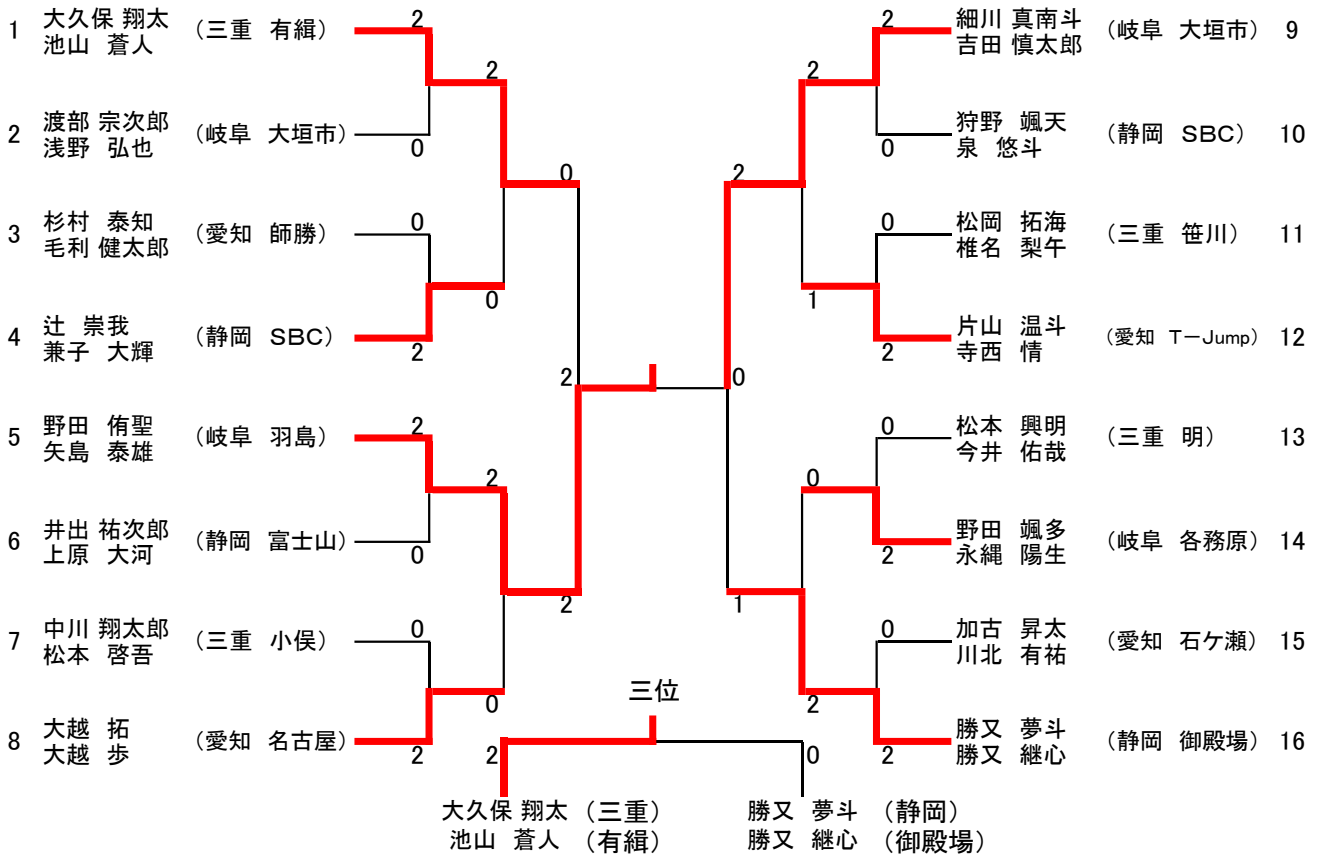 1 大久保 翔太 池山 蒼人 (三重 有緝) 2
2
2 渡部 宗次郎 浅野 弘也 (岐阜 大垣市) 0
0
3 杉村 泰知 毛利 健太郎 (愛知 師勝) 0
0
4 辻 崇我 兼子 大輝 (静岡 SBC) 2
2
5 野田 侑聖 矢島 泰雄 (岐阜 羽島) 2
2
6 井出 祐次郎 上原 大河 (静岡 富士山) 0
2
7 中川 翔太郎 松本 啓吾 (三重 小俣) 0
0
8 大越 拓 大越 歩 (愛知 名古屋) 2
2 細川 真南斗 吉田 慎太郎 (岐阜 大垣市) 9
2
0 狩野 颯天 泉 悠斗 (静岡 SBC) 10
2
0 松岡 拓海 椎名 梨午 (三重 笹川) 11
1
2 片山 温斗 寺西 情 (愛知 T-Jump) 12
0
0 松本 興明 今井 佑哉 (三重 明) 13
0
2 野田 颯多 永縄 陽生 (岐阜 各務原) 14
1
0 加古 昇太 川北 有祐 (愛知 石ケ瀬) 15
2
2 勝又 夢斗 勝又 継心 (静岡 御殿場) 16
三位
2 0
大久保 翔太 (三重) 勝又 夢斗 (静岡)
池山 蒼人 (有緝) 勝又 継心 (御殿場)